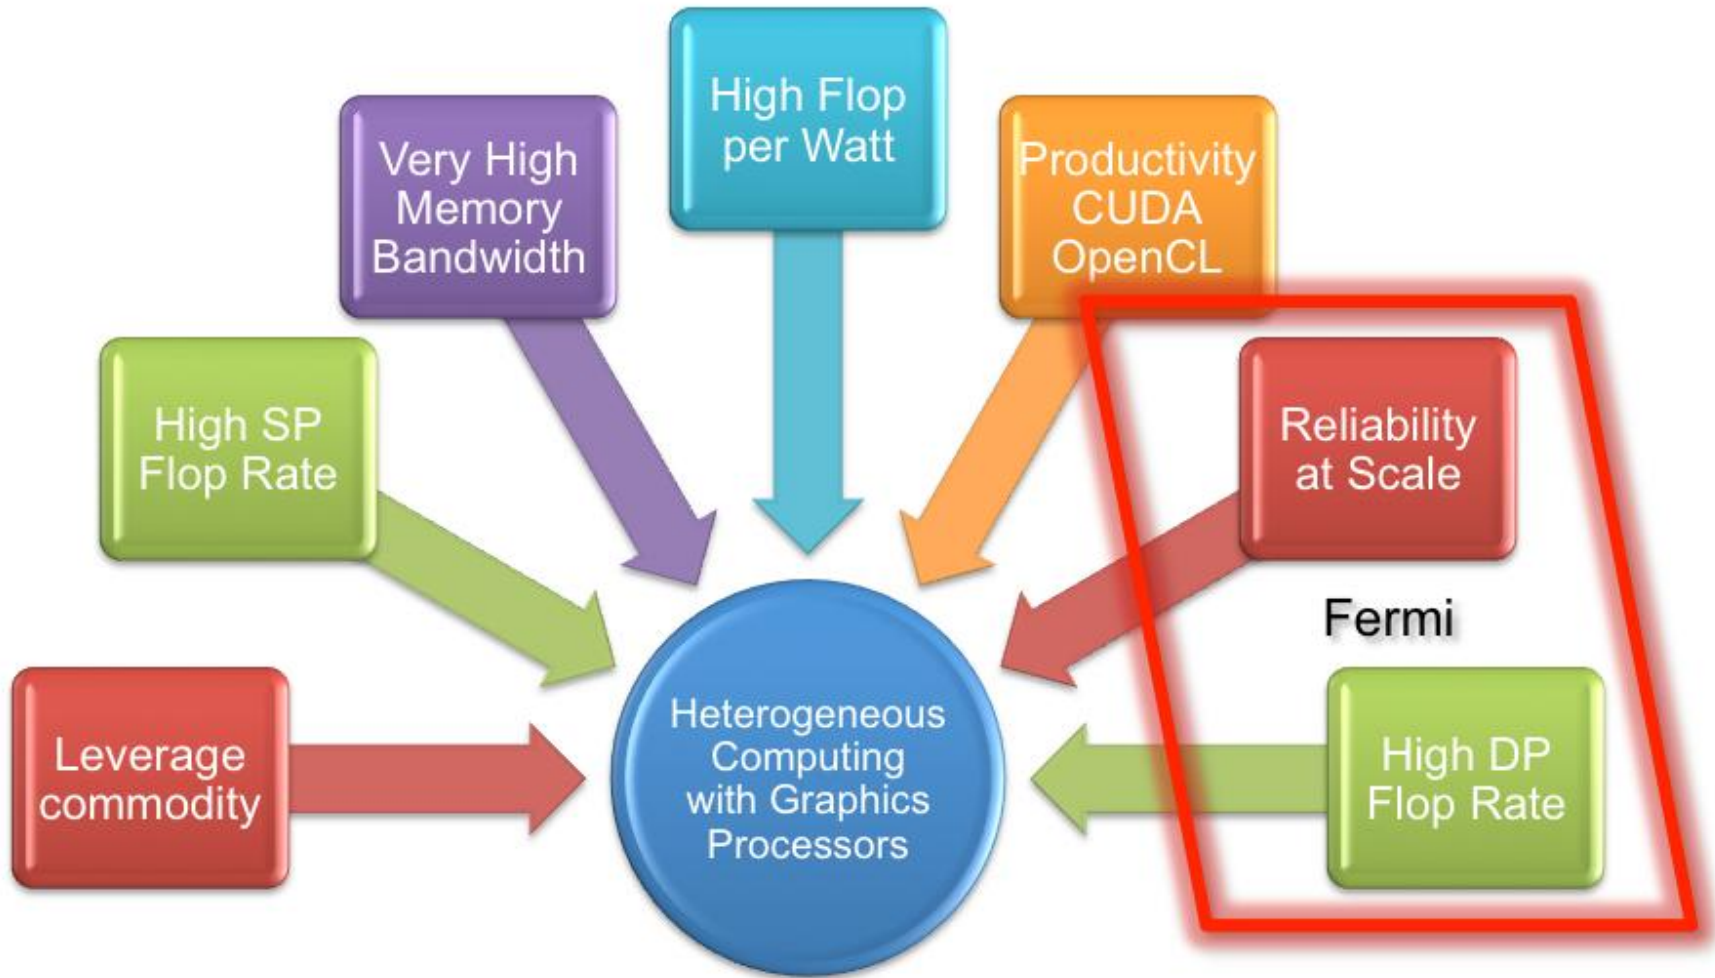 High Flop
per Watt
Very High
Memory
Bandwidth
Productivity
CUDA
OpenCL
High SP
Flop Rate
Reliability
at Scale
Fermi
Leverage
commodity
Heterogeneous
Computing
with Graphics
Processors
High DP
Flop Rate